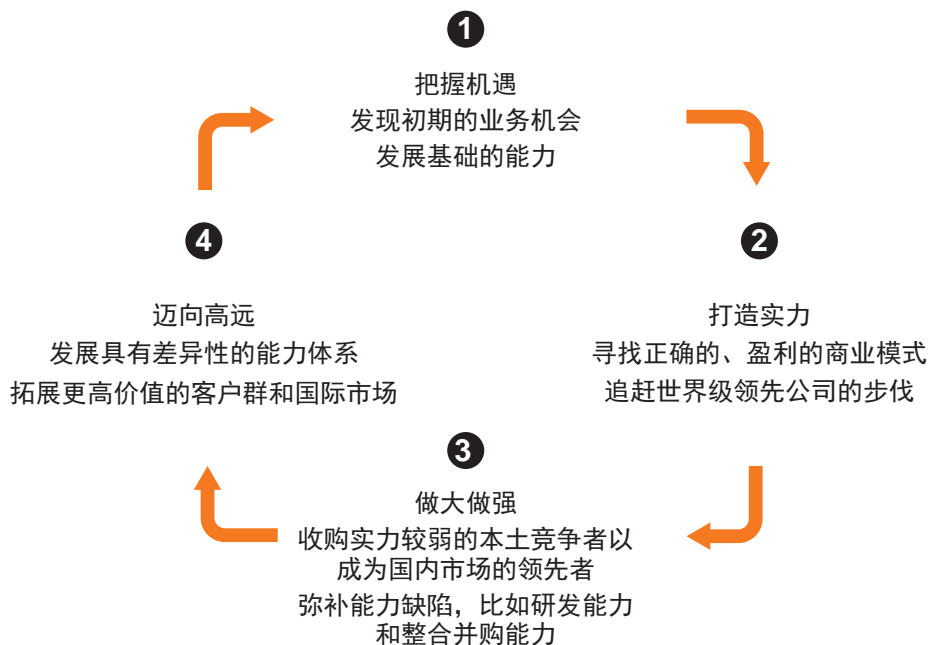 1
把握机遇
发现初期的业务机会
发展基础的能力
2
打造实力
寻找正确的、盈利的商业模式
追赶世界级领先公司的步伐
3
做大做强
收购实力较弱的本土竞争者以
成为国内市场的领先者
弥补能力缺陷，比如研发能力
和整合并购能力
4
迈向高远
发展具有差异性的能力体系
拓展更高价值的客户群和国际市场